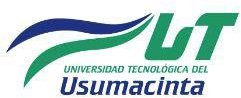 UT
UNIVERSIDAD TECNOLÓGICA DEL
Usumacinta